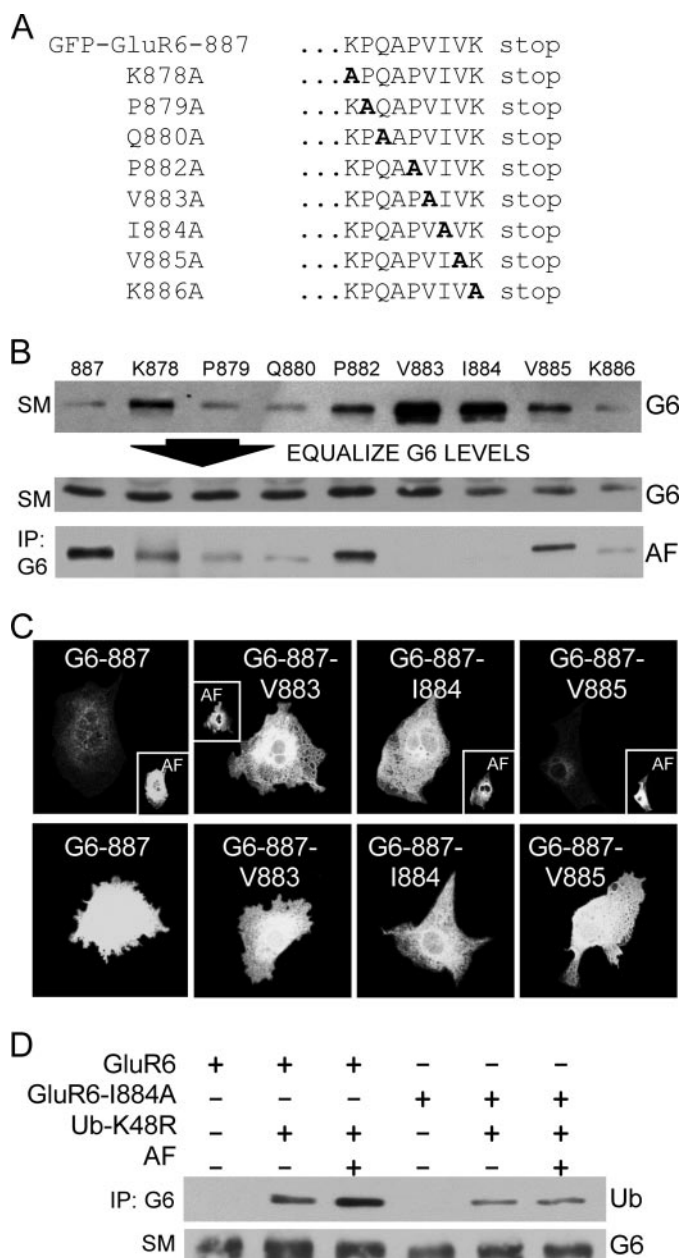 A
GFP-GluR6-887 ...KPQAPVIVK stop
K878A ...APQAPVIVK stop
P879A ...KAQAPVIVK stop
Q880A ...KPAAPVIVK stop
P882A ...KPQAAVIVK stop
V883A ...KPQAPAIVK stop
I884A ...KPQAPVAVK stop
V885A ...KPQAPVIAK stop
K886A ...KPQAPVIVA stop
B
887 K878 P879 Q880 P882 V883 I884 V885 K886
SM G6
EQUALIZE G6 LEVELS
SM G6
IP: G6 AF
C
G6-887 G6-887-V883 G6-887-I884 G6-887-V885
AF AF AF AF
G6-887 G6-887-V883 G6-887-I884 G6-887-V885
D
GluR6 + + + – – –
GluR6-I884A – – – + + +
Ub-K48R – + + – + +
AF – – + – – +
IP: G6 Ub
SM G6